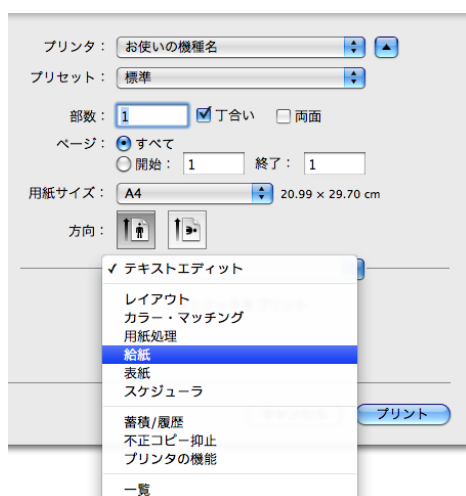 プリンタ： お使いの機種名
プリセット： 標準
部数： 1 丁合い 両面
ページ： すべて
開始： 1 終了： 1
用紙サイズ： A4 20.99 × 29.70 cm
方向：
✓ テキストエディット
レイアウト
カラー・マッチング
用紙処理
給紙
表紙
スケジューラ
蓄積/履歴
不正コピー抑止
プリンタの機能
一覧
プリント